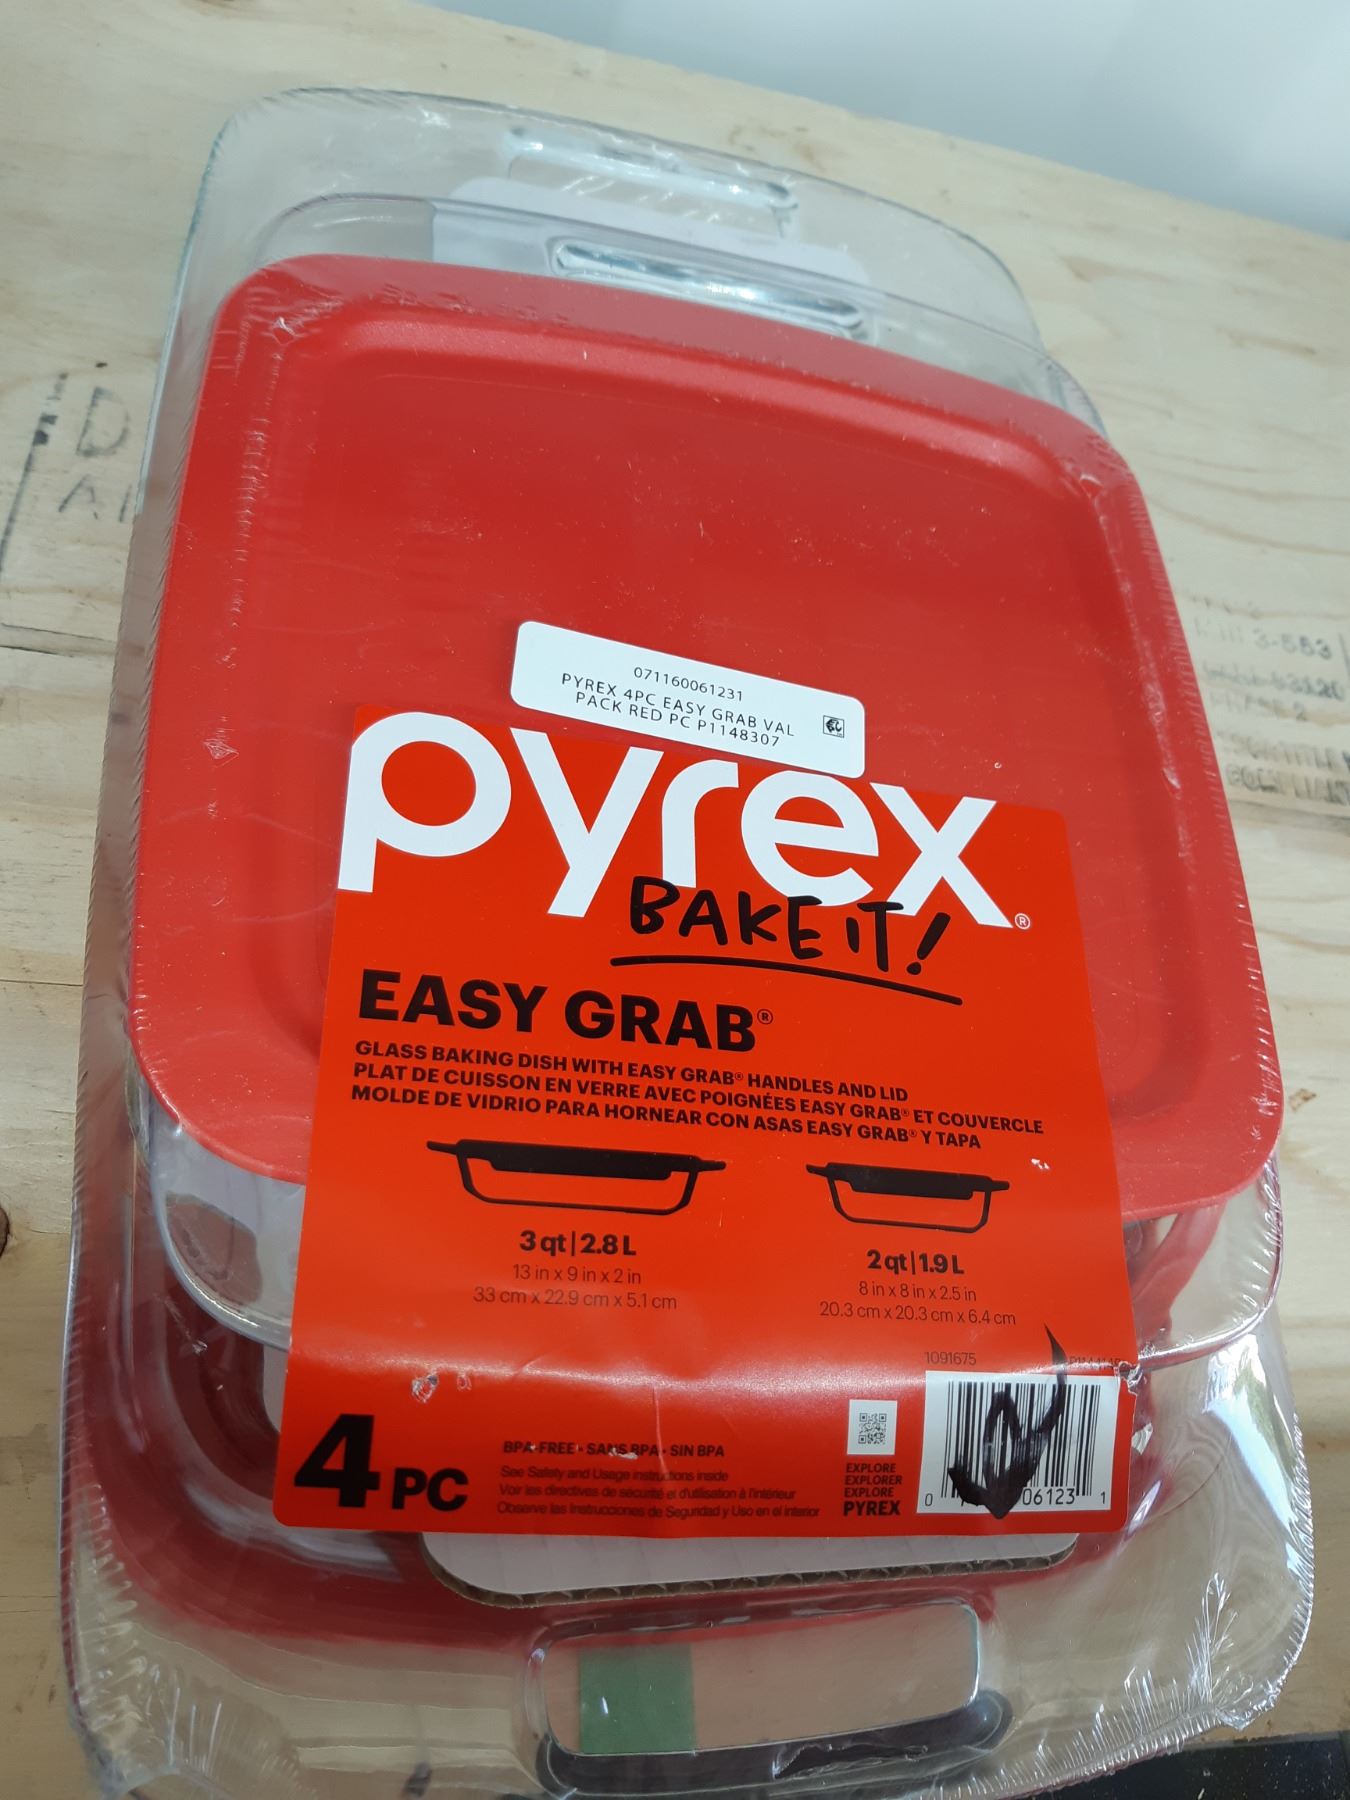 071160061231
PYREX 4PC EASY GRAB VAL
PACK RED PC P1148307
pyrex®
BAKE IT!
EASY GRAB®
GLASS BAKING DISH WITH EASY GRAB® HANDLES AND LID
PLAT DE CUISSON EN VERRE AVEC POIGNÉES EASY GRAB® ET COUVERCLE
MOLDE DE VIDRIO PARA HORNEAR CON ASAS EASY GRAB® Y TAPA
3 qt|2.8 L
13 in x 9 in x 2 in
33 cm x 22.9 cm x 5.1 cm
2 qt|1.9 L
8 in x 8 in x 2.5 in
20.3 cm x 20.3 cm x 6.4 cm
1091675
4 PC
BPA-FREE • SANS BPA • SIN BPA
See Safety and Usage instructions inside
Voir les directives de sécurité et d'utilisation à l'intérieur
Observe las Instrucciones de Seguridad y Uso en el interior
EXPLORE
EXPLORER
EXPLORE
PYREX
0 06123 1
3-553